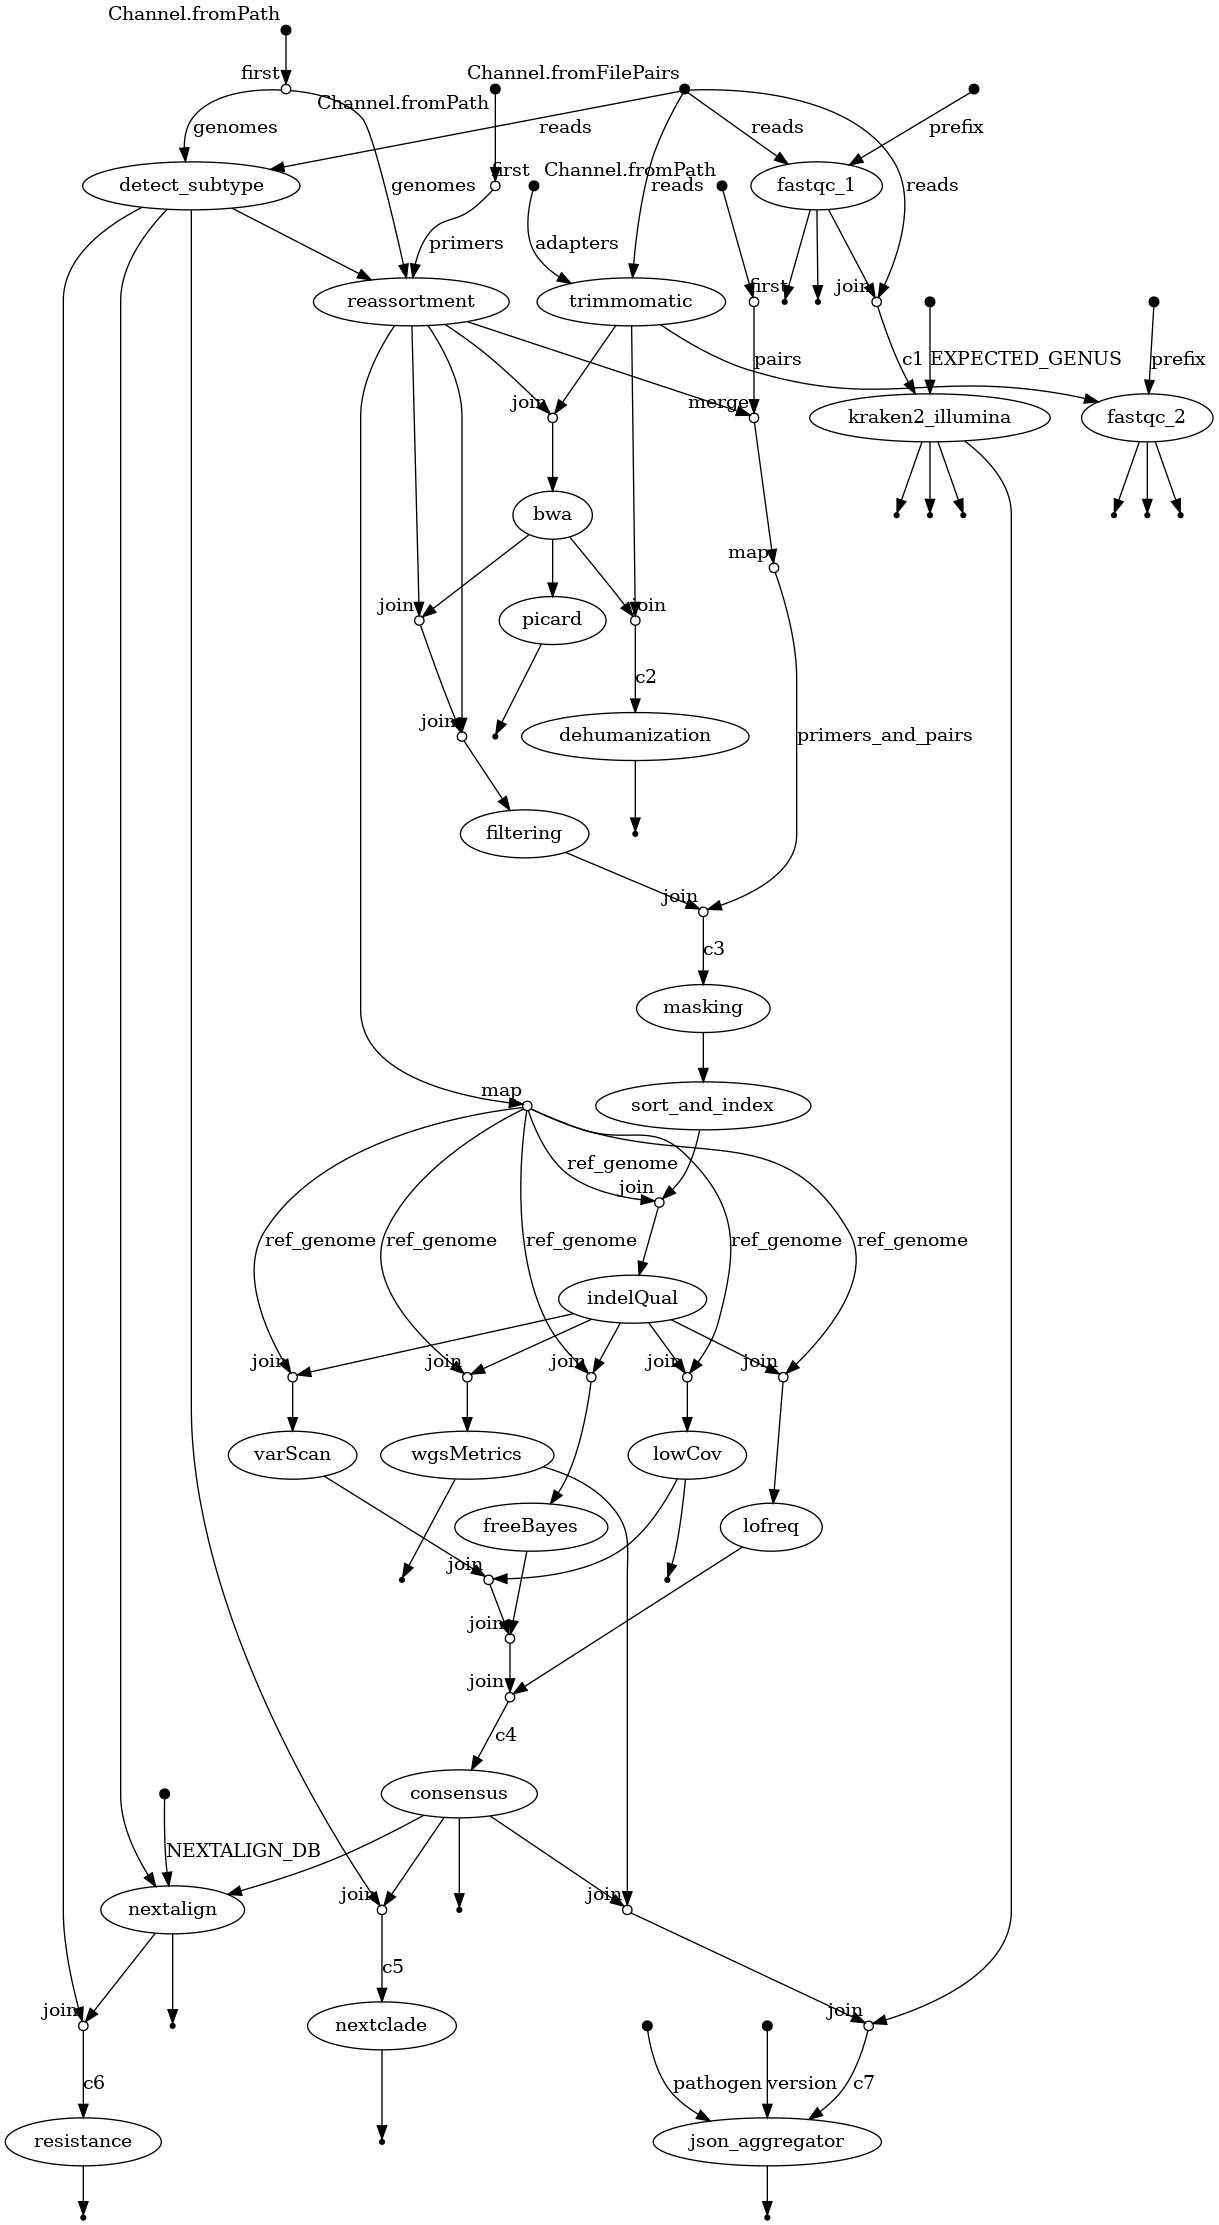 Channel.fromPath
first
Channel.fromFilePairs
Channel.fromPath
genomes
reads
reads
prefix
first
Channel.fromPath
detect_subtype
genomes
reads
fastqc_1
reads
primers
adapters
reassortment
trimmomatic
first
join
pairs
c1
EXPECTED_GENUS
prefix
join
merge
kraken2_illumina
fastqc_2
bwa
map
join
picard
join
c2
join
dehumanization
primers_and_pairs
filtering
join
c3
masking
map
sort_and_index
ref_genome
join
ref_genome
ref_genome
ref_genome
ref_genome
ref_genome
indelQual
join
join
join
join
join
varScan
wgsMetrics
lowCov
freeBayes
lofreq
join
join
join
c4
consensus
NEXTALIGN_DB
nextalign
join
join
c5
join
nextclade
join
c6
pathogen
version
c7
resistance
json_aggregator